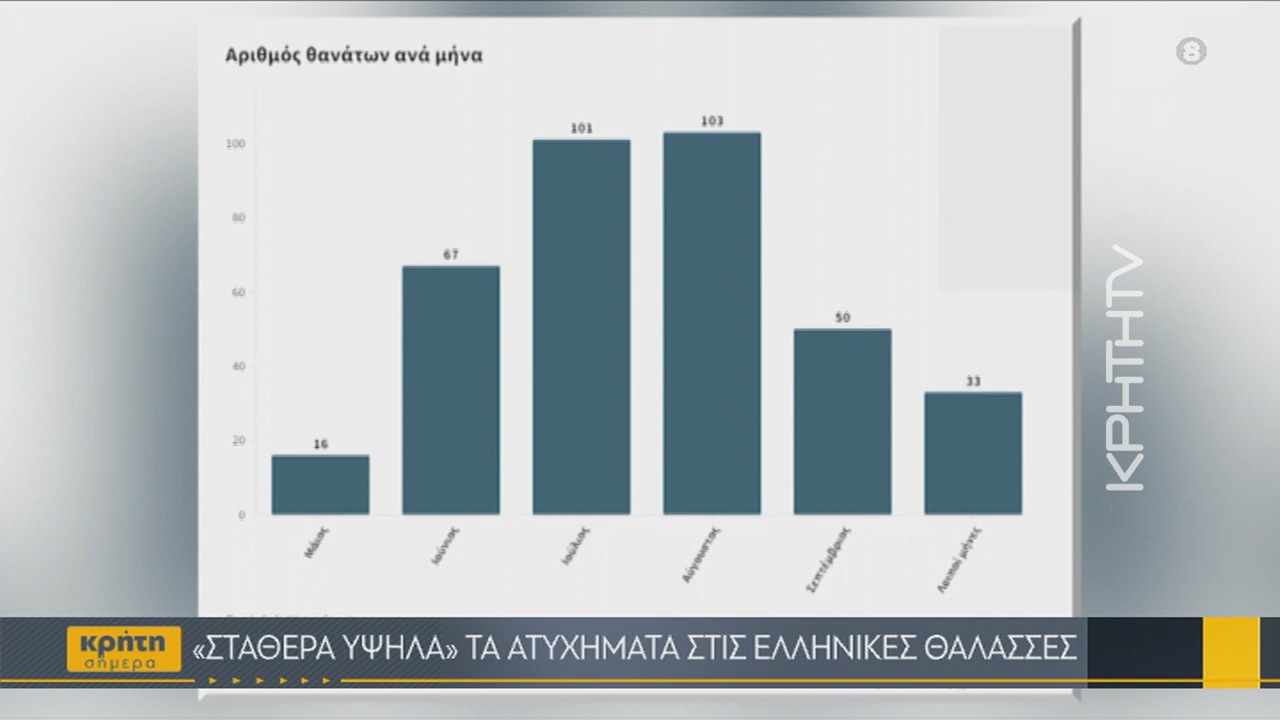 Αριθμός θανάτων ανά μήνα
8
100
80
60
40
20
0
16
67
101
103
50
33
Μάιος
Ιούνιος
Ιούλιος
Αύγουστος
Σεπτέμβριος
Λοιποί μήνες
ΚΡΗΤΗTV
κρήτη
σήμερα
«ΣΤΑΘΕΡΑ ΥΨΗΛΑ» ΤΑ ΑΤΥΧΗΜΑΤΑ ΣΤΙΣ ΕΛΛΗΝΙΚΕΣ ΘΑΛΑΣΣΕΣ